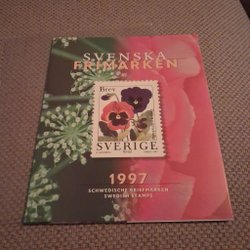 SVENSKA
FRIMÄRKEN
Brev
SVERIGE
1997
SCHWEDISCHE BRIEFMARKEN
SWEDISH STAMPS